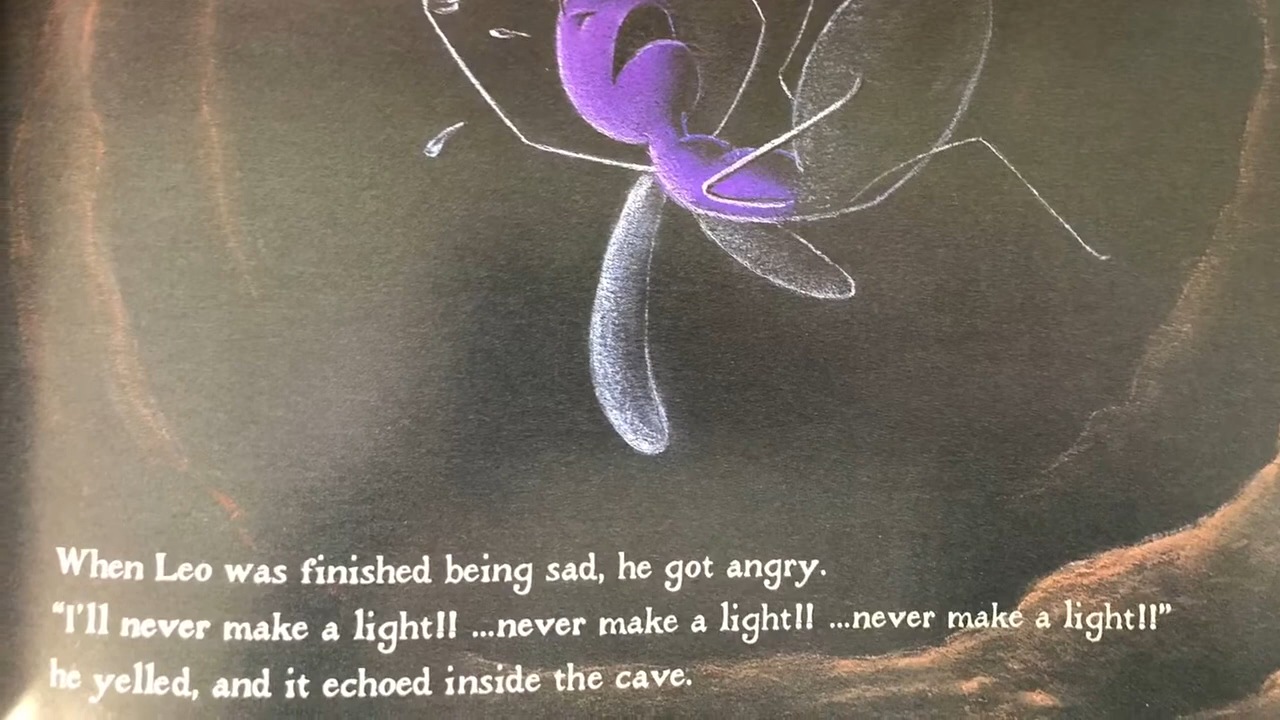 When Leo was finished being sad, he got angry.
“I'll never make a light!! ...never make a light!! ...never make a light!!”
he yelled, and it echoed inside the cave.